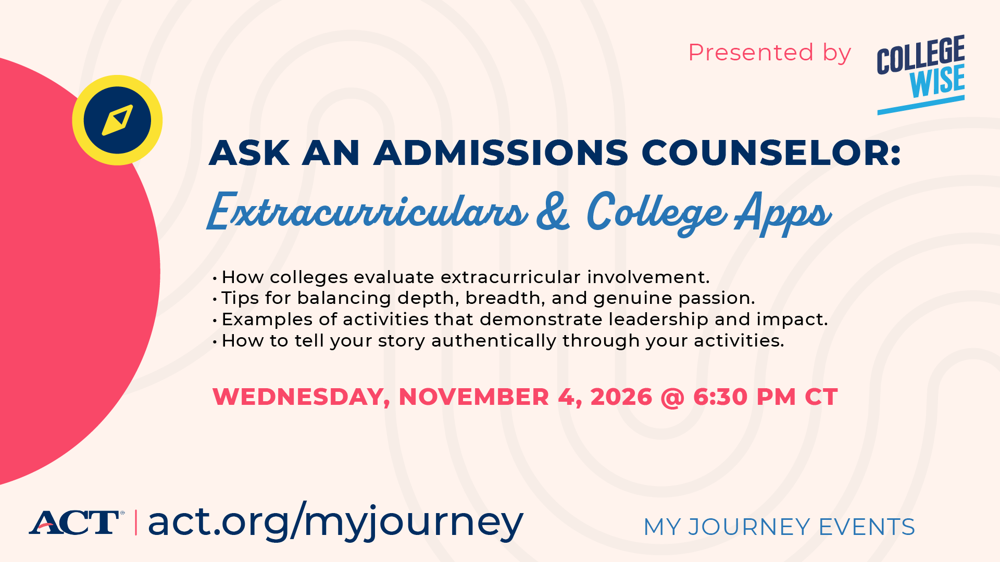 Presented by
COLLEGE
WISE
ASK AN ADMISSIONS COUNSELOR:
Extracurriculars & College Apps
• How colleges evaluate extracurricular involvement.
• Tips for balancing depth, breadth, and genuine passion.
• Examples of activities that demonstrate leadership and impact.
• How to tell your story authentically through your activities.
WEDNESDAY, NOVEMBER 4, 2026 @ 6:30 PM CT
ACT® | act.org/myjourney
MY JOURNEY EVENTS